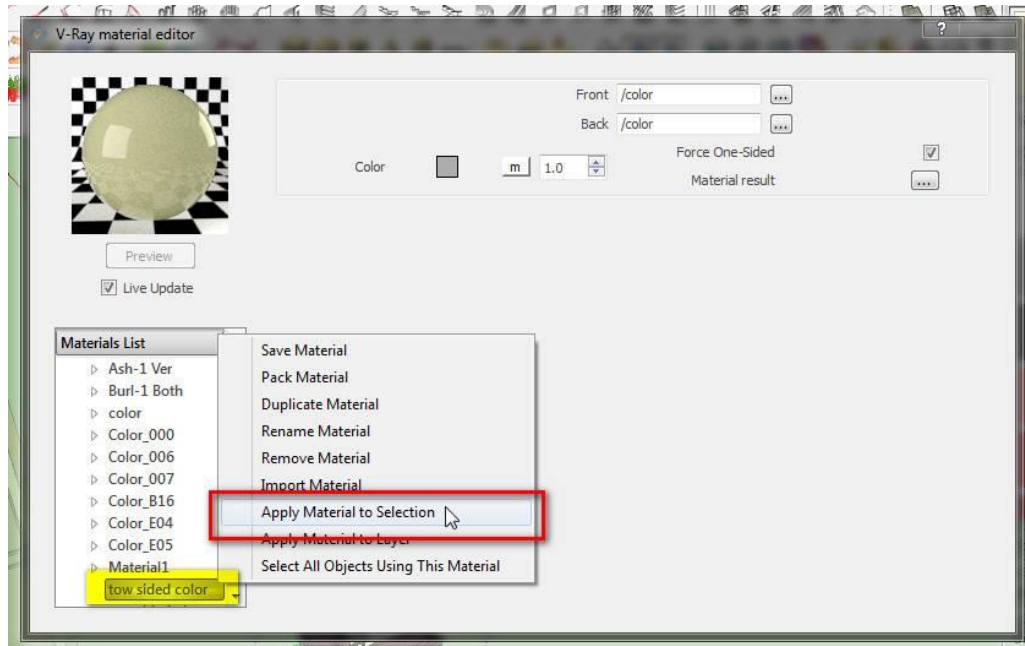 V-Ray material editor
?
Front /color ...
Back /color ...
Color m 1.0
Force One-Sided
Material result ...
Preview
Live Update
Materials List
Ash-1 Ver
Burl-1 Both
color
Color_000
Color_006
Color_007
Color_B16
Color_E04
Color_E05
Material1
tow sided color
Save Material
Pack Material
Duplicate Material
Rename Material
Remove Material
Import Material
Apply Material to Selection
Apply Material to Layer
Select All Objects Using This Material